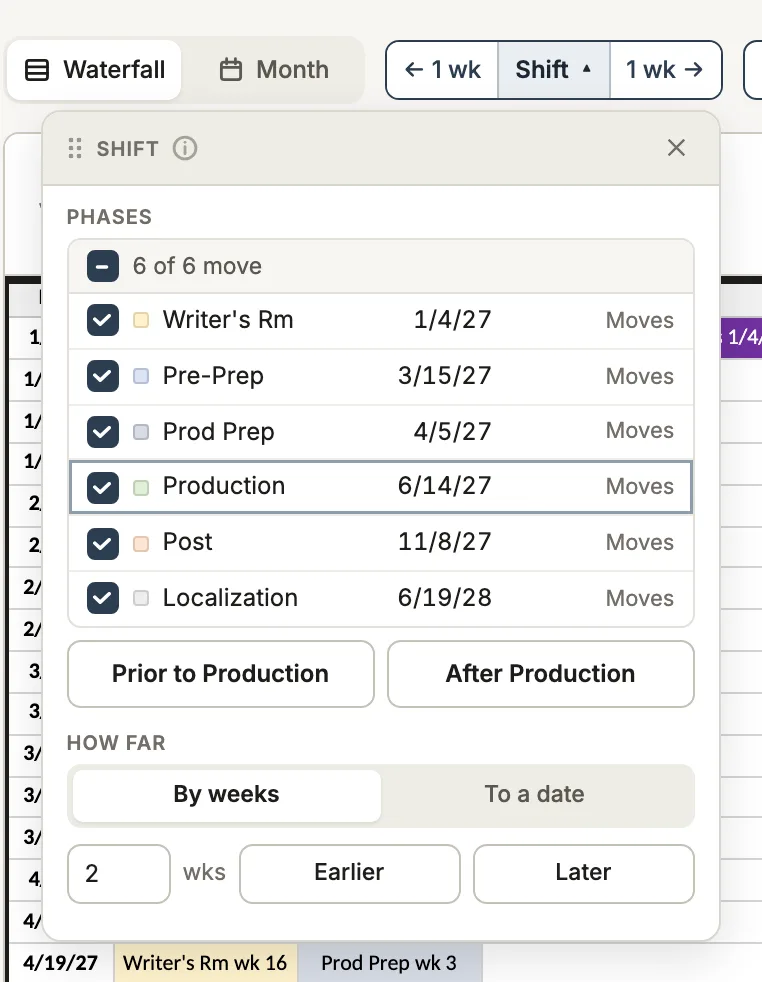 Waterfall Month ← 1 wk Shift ▲ 1 wk →
SHIFT
PHASES
6 of 6 move
Writer's Rm 1/4/27 Moves
Pre-Prep 3/15/27 Moves
Prod Prep 4/5/27 Moves
Production 6/14/27 Moves
Post 11/8/27 Moves
Localization 6/19/28 Moves
Prior to Production After Production
HOW FAR
By weeks To a date
2 wks Earlier Later
4/19/27 Writer's Rm wk 16 Prod Prep wk 3